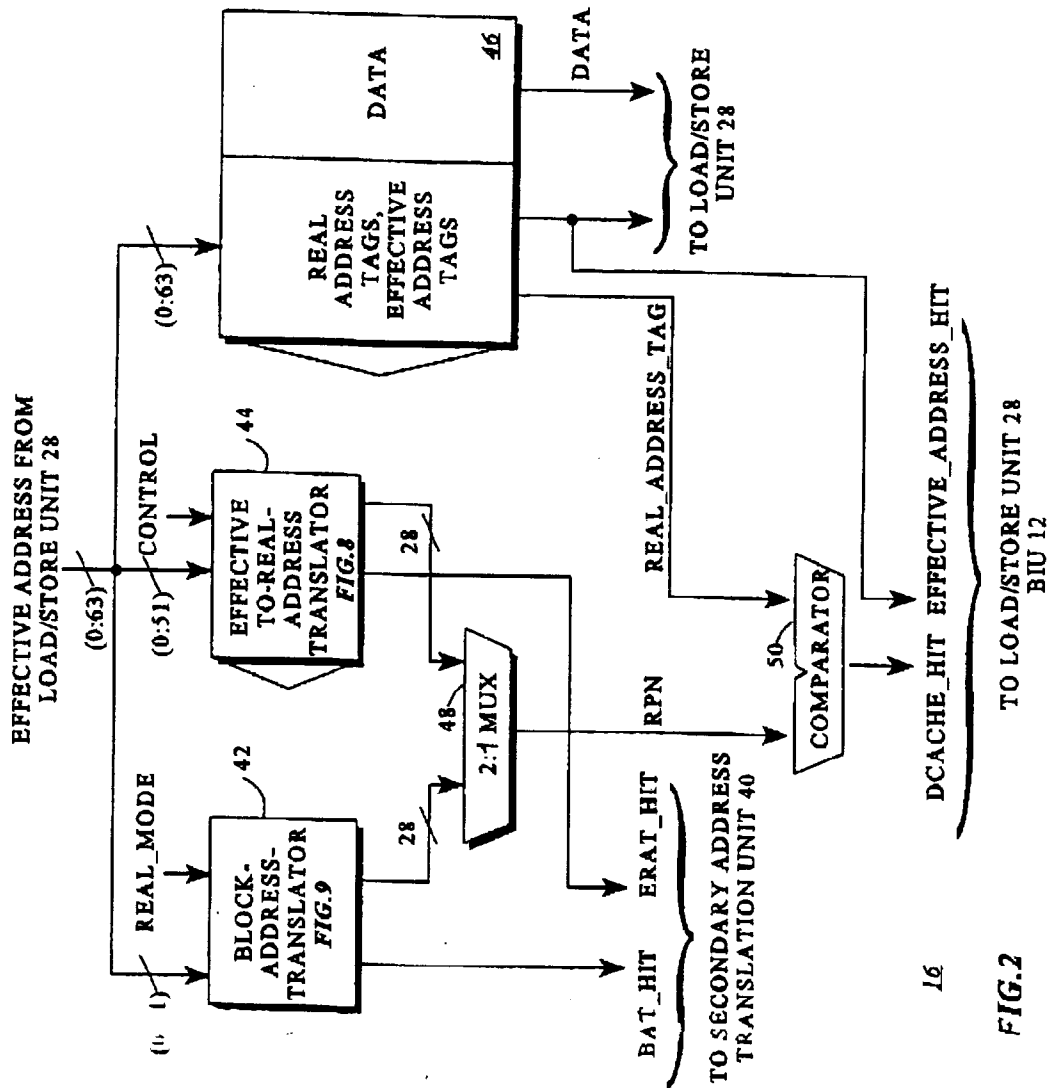 EFFECTIVE ADDRESS FROM
LOAD/STORE UNIT 28
(0:63)
REAL_MODE
(0:51)
CONTROL
(0:63)
42
BLOCK-
ADDRESS-
TRANSLATOR
FIG.9
44
EFFECTIVE
TO-REAL-
ADDRESS
TRANSLATOR
FIG.8
REAL
ADDRESS
TAGS,
EFFECTIVE
ADDRESS
TAGS
DATA
46
28
28
48
2:1 MUX
DATA
TO LOAD/STORE
UNIT 28
RPN
REAL_ADDRESS_TAG
50
COMPARATOR
BAT_HIT
ERAT_HIT
TO SECONDARY ADDRESS
TRANSLATION UNIT 40
DCACHE_HIT
EFFECTIVE_ADDRESS_HIT
TO LOAD/STORE UNIT 28
BIU 12
16
FIG.2